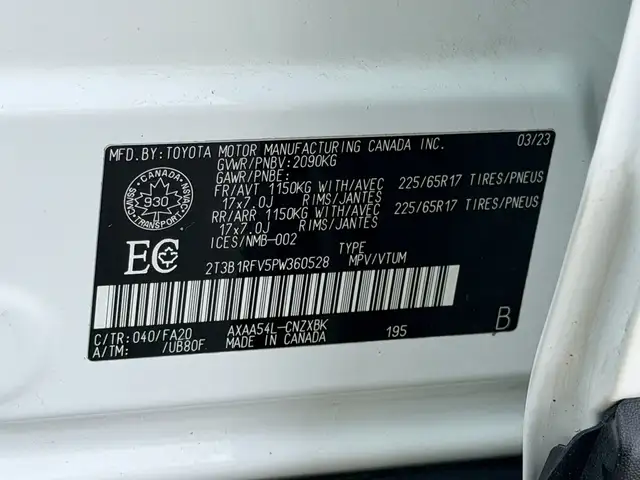 MFD.BY:TOYOTA MOTOR MANUFACTURING CANADA INC. 03/23
GVWR/PNBV:2090KG
GAWR/PNBE:
FR/AVT 1150KG WITH/AVEC 225/65R17 TIRES/PNEUS
17x7.0J RIMS/JANTES
RR/ARR 1150KG WITH/AVEC 225/65R17 TIRES/PNEUS
17x7.0J RIMS/JANTES
ICES/NMB-002
CANADA
930
TRANSPORT
EC
TYPE
2T3B1RFV5PW360528 MPV/VTUM
C/TR:040/FA20 AXAA54L-CNZXBK 195 B
A/TM: /UB80F MADE IN CANADA